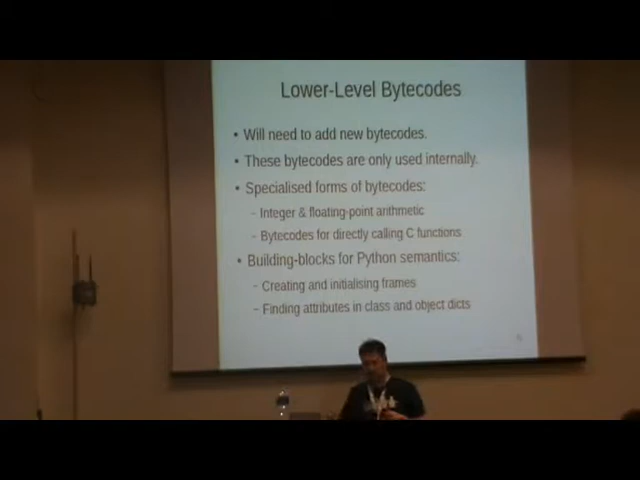 Lower-Level Bytecodes
• Will need to add new bytecodes.
• These bytecodes are only used internally.
• Specialised forms of bytecodes:
– Integer & floating-point arithmetic
– Bytecodes for directly calling C functions
• Building-blocks for Python semantics:
– Creating and initialising frames
– Finding attributes in class and object dicts